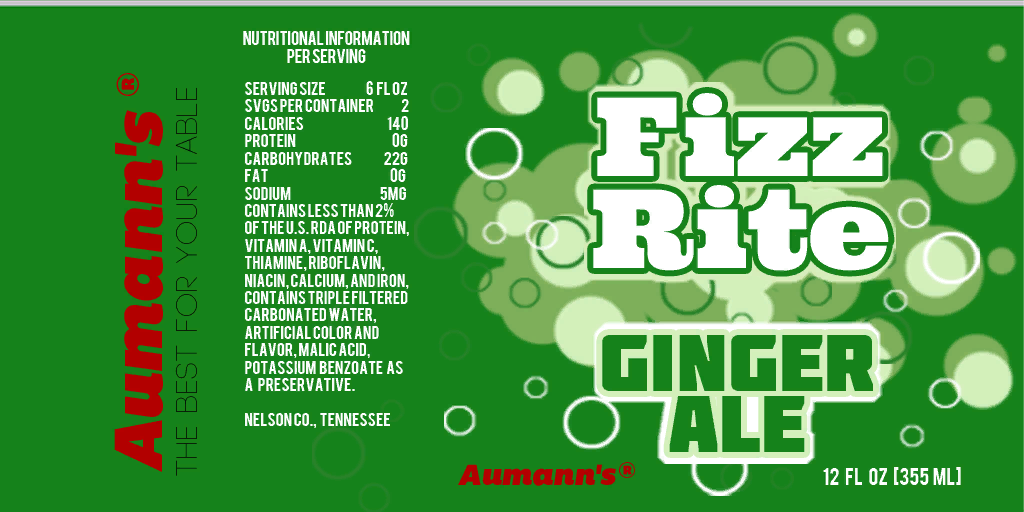 Aumann's®
THE BEST FOR YOUR TABLE
NUTRITIONAL INFORMATION
PER SERVING
SERVING SIZE 6 FL OZ
SVGS PER CONTAINER 2
CALORIES 140
PROTEIN 0G
CARBOHYDRATES 22G
FAT 0G
SODIUM 5MG
CONTAINS LESS THAN 2%
OF THE U.S. RDA OF PROTEIN,
VITAMIN A, VITAMIN C,
THIAMINE, RIBOFLAVIN,
NIACIN, CALCIUM, AND IRON,
CONTAINS TRIPLE FILTERED
CARBONATED WATER,
ARTIFICIAL COLOR AND
FLAVOR, MALIC ACID,
POTASSIUM BENZOATE AS
A PRESERVATIVE.
NELSON CO., TENNESSEE
Fizz
Rite
GINGER
ALE
Aumann's®
12 FL OZ [355 ML]